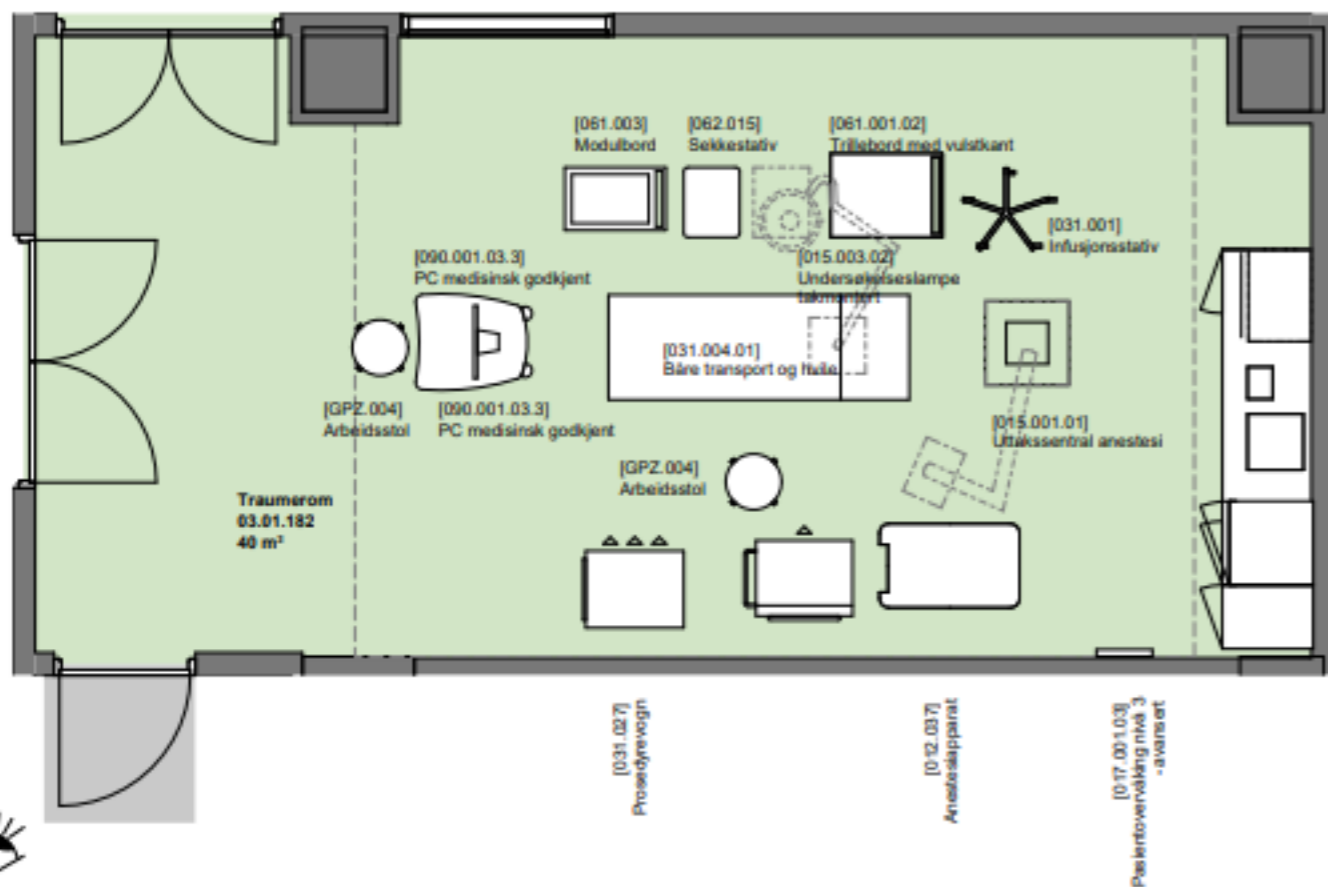 [061.003]
Modulbord
[062.015]
Sekkestativ
[061.001.02]
Trillebord med vulstkant
[031.001]
Infusjonsstativ
[090.001.03.3]
PC medisinsk godkjent
[015.003.02]
Undersøkelseslampe
takmontert
[031.004.01]
Båre transport og hvile
[GPZ.004]
Arbeidsstol
[090.001.03.3]
PC medisinsk godkjent
[015.001.01]
Uttakssentral anestesi
[GPZ.004]
Arbeidsstol
Traumerom
03.01.182
40 m²
[031.027]
Prosedyrevogn
[012.037]
Anestesiapparat
[017.001.03]
Pasientovervåking nivå 3
- avansert